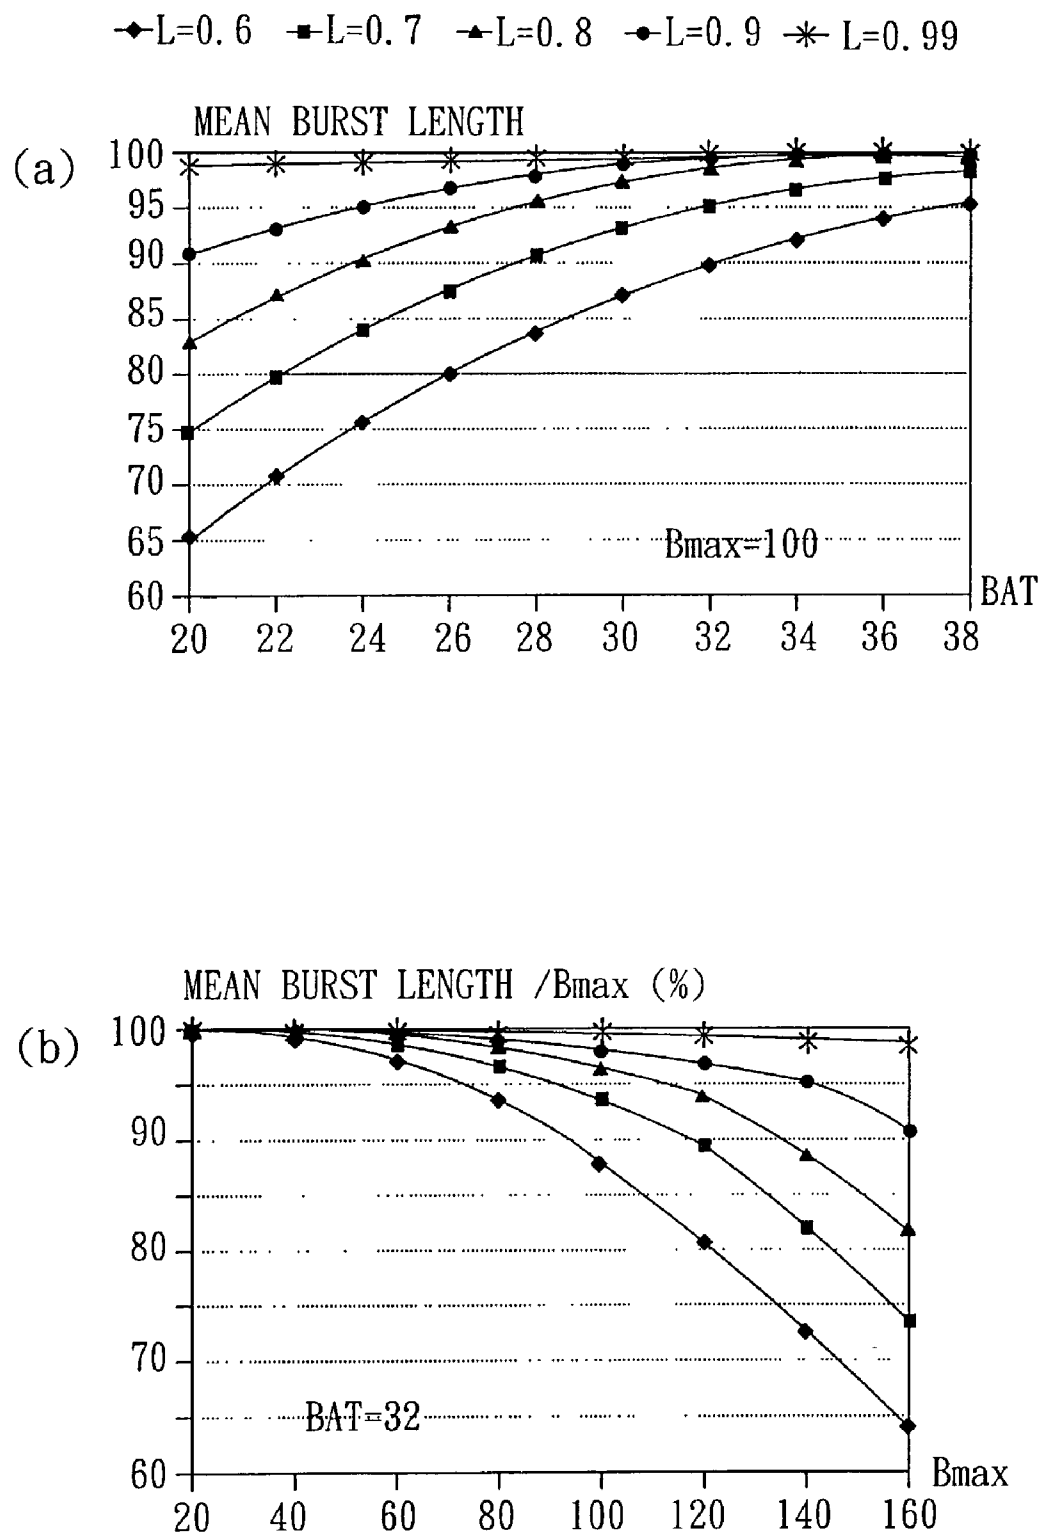 L=0.6 L=0.7 L=0.8 L=0.9 L=0.99
MEAN BURST LENGTH
(a)
100
95
90
85
80
75
70
65
60
Bmax=100
BAT
20 22 24 26 28 30 32 34 36 38
MEAN BURST LENGTH /Bmax (%)
(b)
100
90
80
70
60
BAT=32
Bmax
20 40 60 80 100 120 140 160